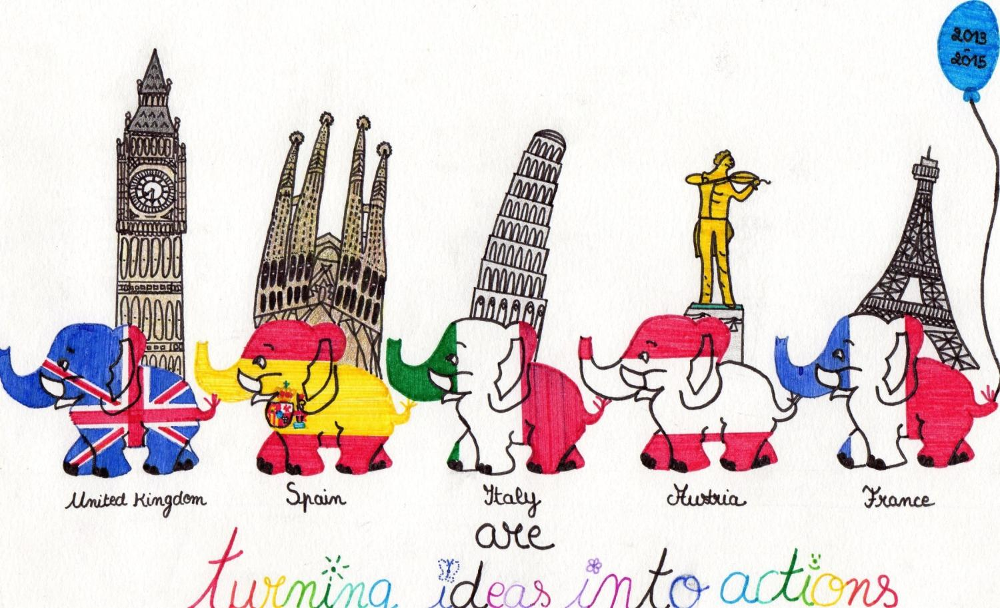 2013
-
2015
United Kingdom Spain Italy Austria France
are
turning ideas into actions